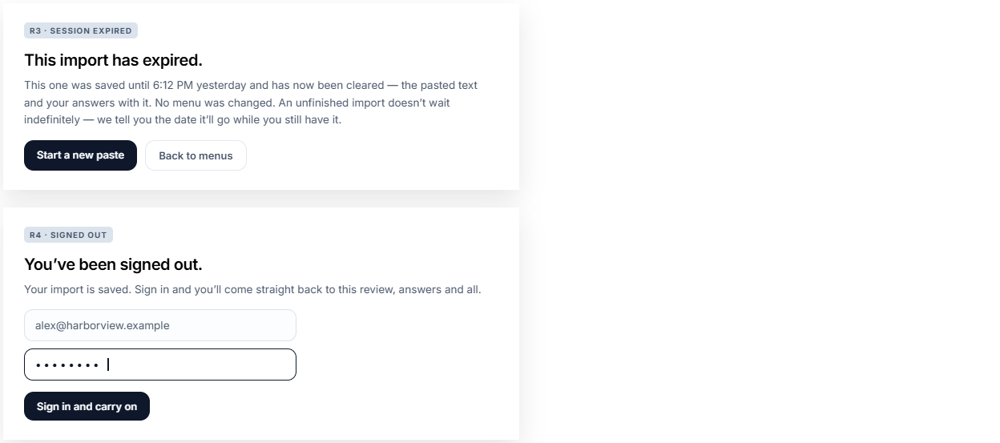 R3 · SESSION EXPIRED
This import has expired.
This one was saved until 6:12 PM yesterday and has now been cleared — the pasted text
and your answers with it. No menu was changed. An unfinished import doesn’t wait
indefinitely — we tell you the date it’ll go while you still have it.
Start a new paste
Back to menus
R4 · SIGNED OUT
You’ve been signed out.
Your import is saved. Sign in and you’ll come straight back to this review, answers and all.
alex@harborview.example
••••••••
Sign in and carry on